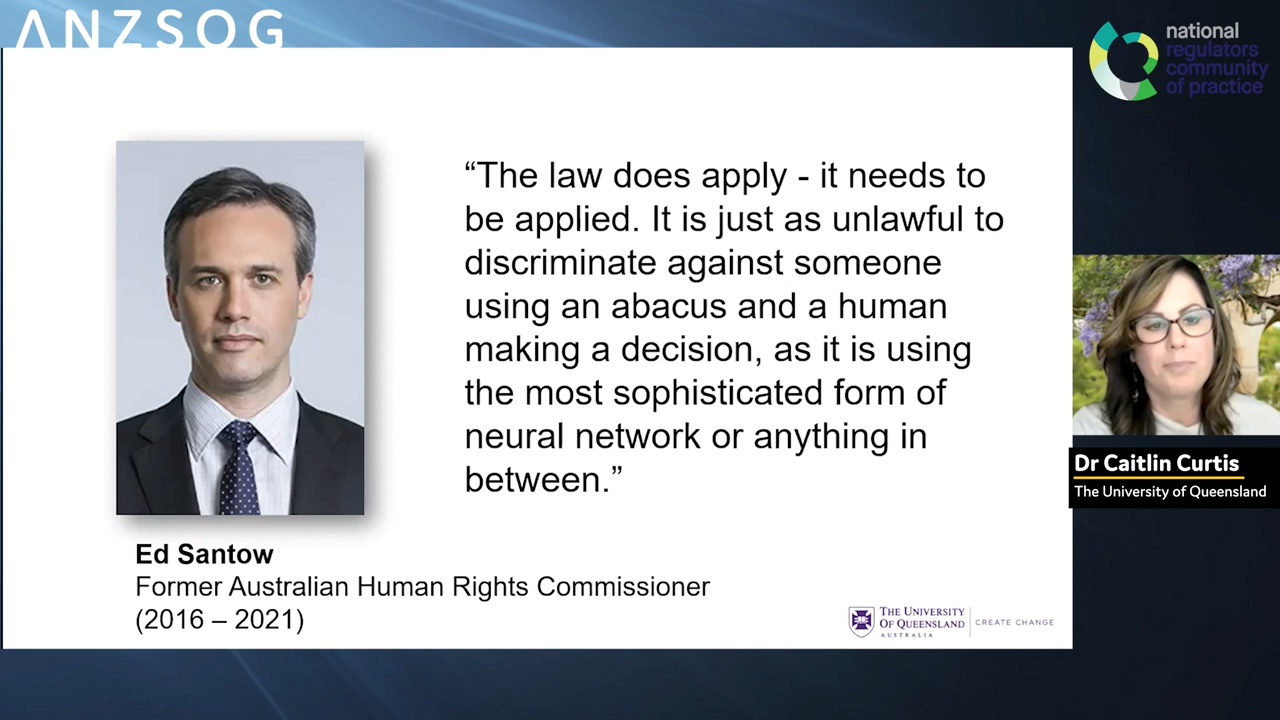 ANZSOG
national
regulators
community
of practice
“The law does apply - it needs to
be applied. It is just as unlawful to
discriminate against someone
using an abacus and a human
making a decision, as it is using
the most sophisticated form of
neural network or anything in
between.”
Dr Caitlin Curtis
The University of Queensland
Ed Santow
Former Australian Human Rights Commissioner
(2016 – 2021)
THE UNIVERSITY
OF QUEENSLAND
AUSTRALIA
CREATE CHANGE